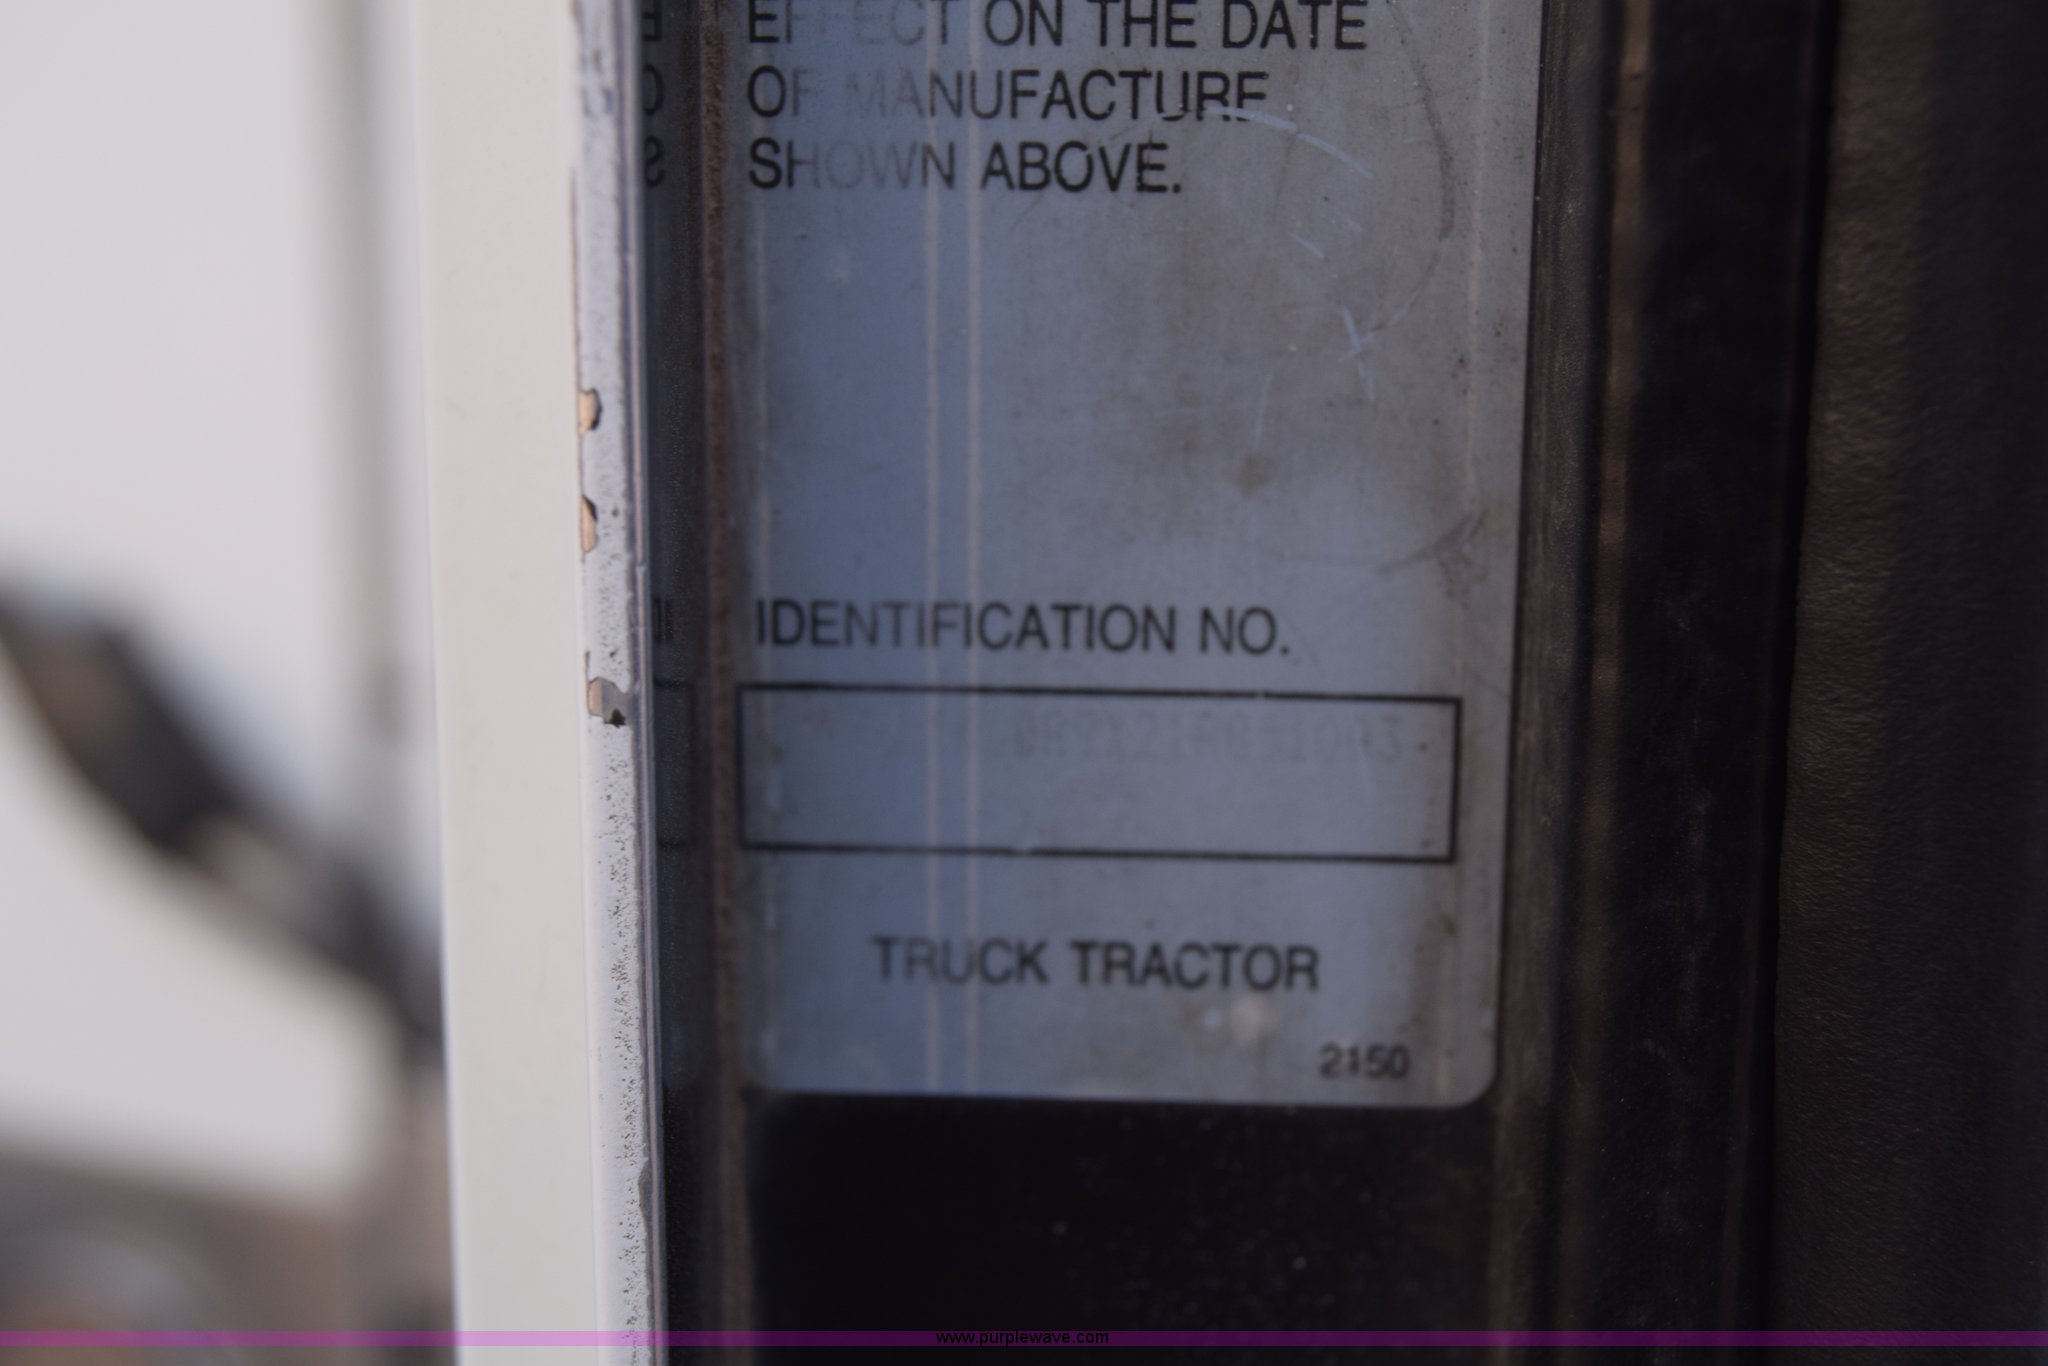 EFFECT ON THE DATE
OF MANUFACTURE
SHOWN ABOVE.
IDENTIFICATION NO.
TRUCK TRACTOR
2150
www.purplewave.com